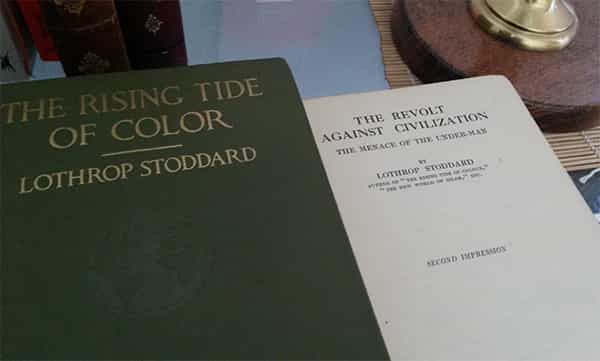 THE RISING TIDE
OF COLOR
LOTHROP STODDARD
THE REVOLT
AGAINST CIVILIZATION
THE MENACE OF THE UNDER-MAN
BY
LOTHROP STODDARD
AUTHOR OF "THE RISING TIDE OF COLOUR,"
"THE NEW WORLD OF ISLAM," ETC.
SECOND IMPRESSION